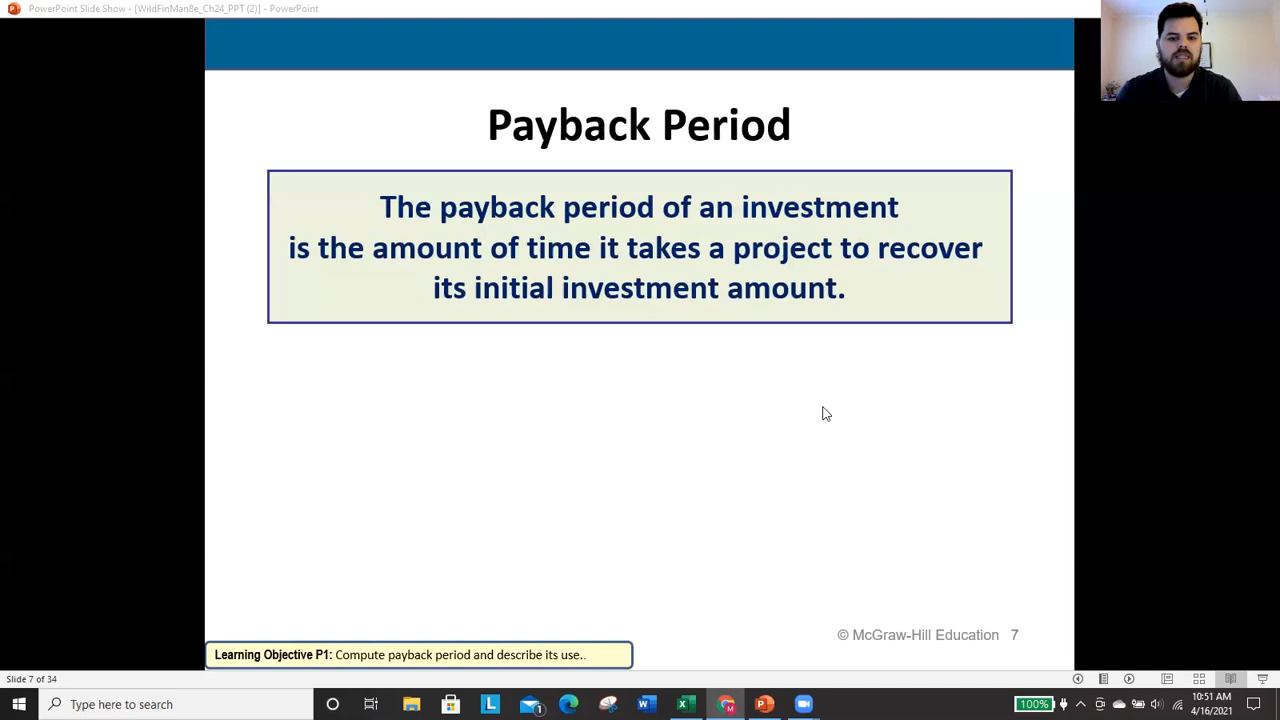 PowerPoint Slide Show - [WildFinMan8e_Ch24_PPT (2)] - PowerPoint
Payback Period
The payback period of an investment
is the amount of time it takes a project to recover
its initial investment amount.
© McGraw-Hill Education 7
Learning Objective P1: Compute payback period and describe its use..
Slide 7 of 34
Type here to search
100%
10:51 AM
4/16/2021